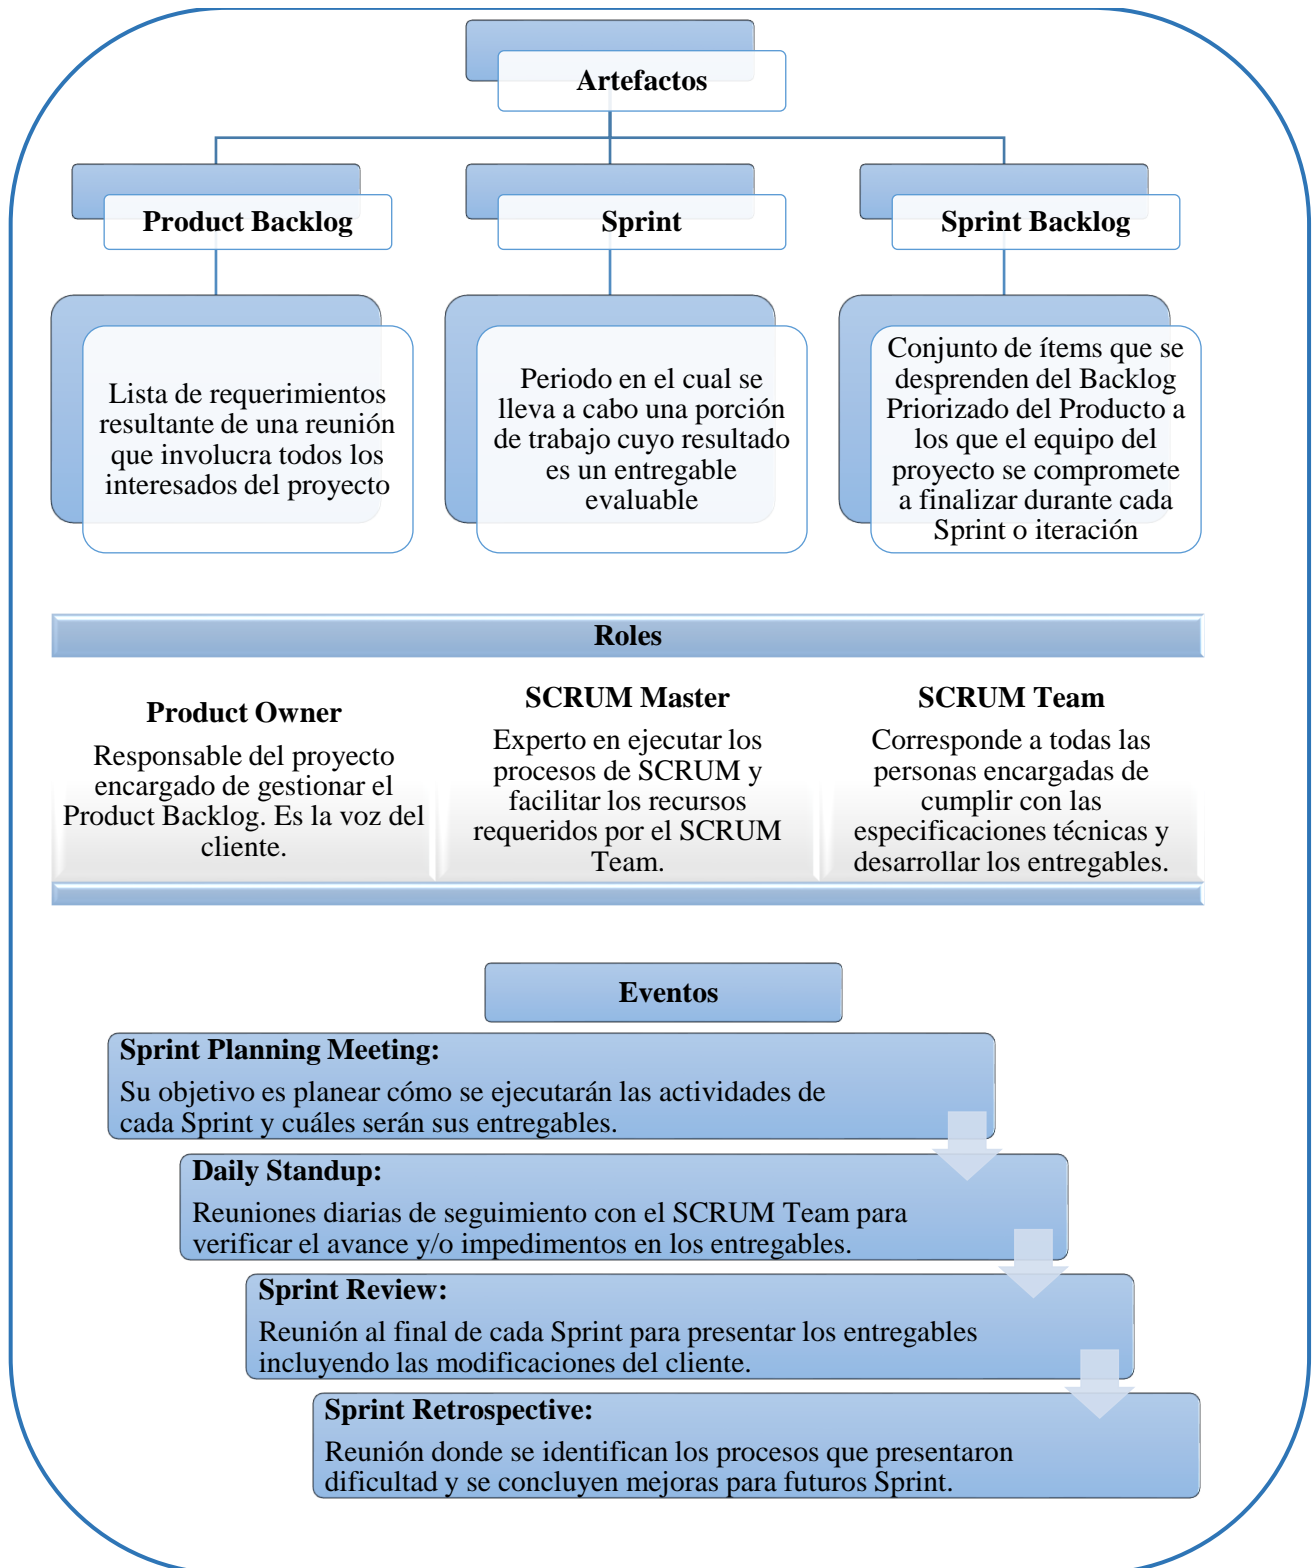 Artefactos
Product Backlog
Lista de requerimientos
resultante de una reunión
que involucra todos los
interesados del proyecto
Sprint
Periodo en el cual se
lleva a cabo una porción
de trabajo cuyo resultado
es un entregable
evaluable
Sprint Backlog
Conjunto de ítems que se
desprenden del Backlog
Priorizado del Producto a
los que el equipo del
proyecto se compromete
a finalizar durante cada
Sprint o iteración
Roles
Product Owner
Responsable del proyecto
encargado de gestionar el
Product Backlog. Es la voz del
cliente.
SCRUM Master
Experto en ejecutar los
procesos de SCRUM y
facilitar los recursos
requeridos por el SCRUM
Team.
SCRUM Team
Corresponde a todas las
personas encargadas de
cumplir con las
especificaciones técnicas y
desarrollar los entregables.
Eventos
Sprint Planning Meeting:
Su objetivo es planear cómo se ejecutarán las actividades de
cada Sprint y cuáles serán sus entregables.
Daily Standup:
Reuniones diarias de seguimiento con el SCRUM Team para
verificar el avance y/o impedimentos en los entregables.
Sprint Review:
Reunión al final de cada Sprint para presentar los entregables
incluyendo las modificaciones del cliente.
Sprint Retrospective:
Reunión donde se identifican los procesos que presentaron
dificultad y se concluyen mejoras para futuros Sprint.